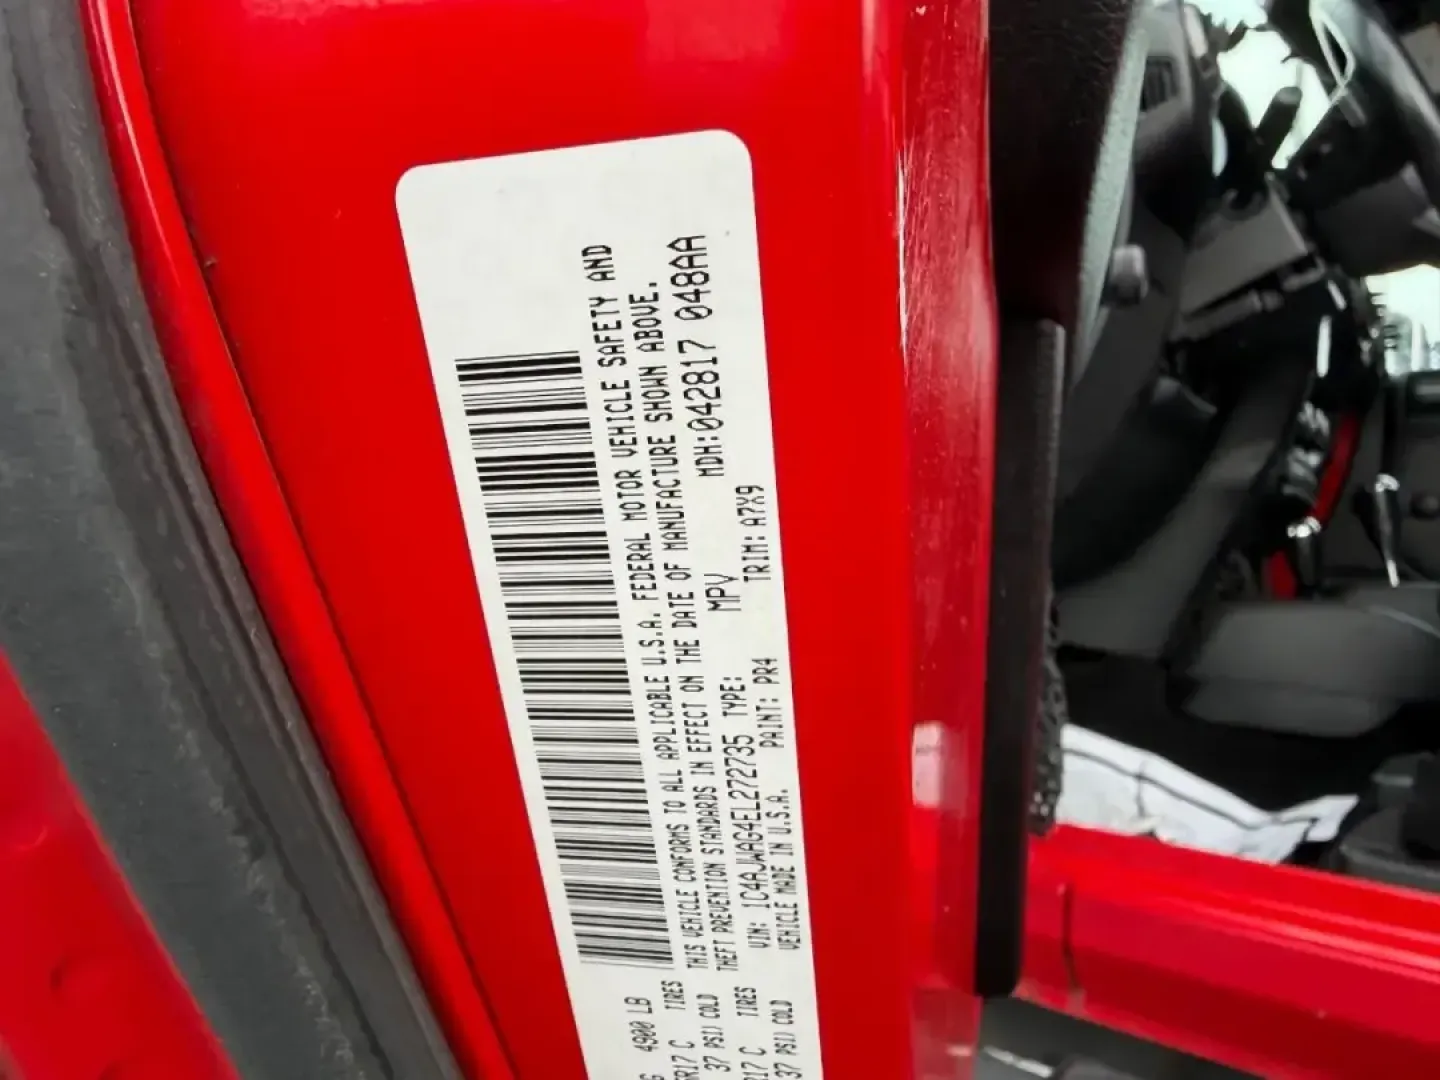 G 4900 LB
5R17 C TIRES
37 PSI) COLD
R17 C TIRES
37 PSI) COLD
THIS VEHICLE CONFORMS TO ALL APPLICABLE U.S.A. FEDERAL MOTOR VEHICLE SAFETY AND
THEFT PREVENTION STANDARDS IN EFFECT ON THE DATE OF MANUFACTURE SHOWN ABOVE.
VIN: 1C4AJWAG4EL272735 TYPE: MPV MDH:042817 048AA
VEHICLE MADE IN U.S.A. PAINT: PR4 TRIM: A7X9